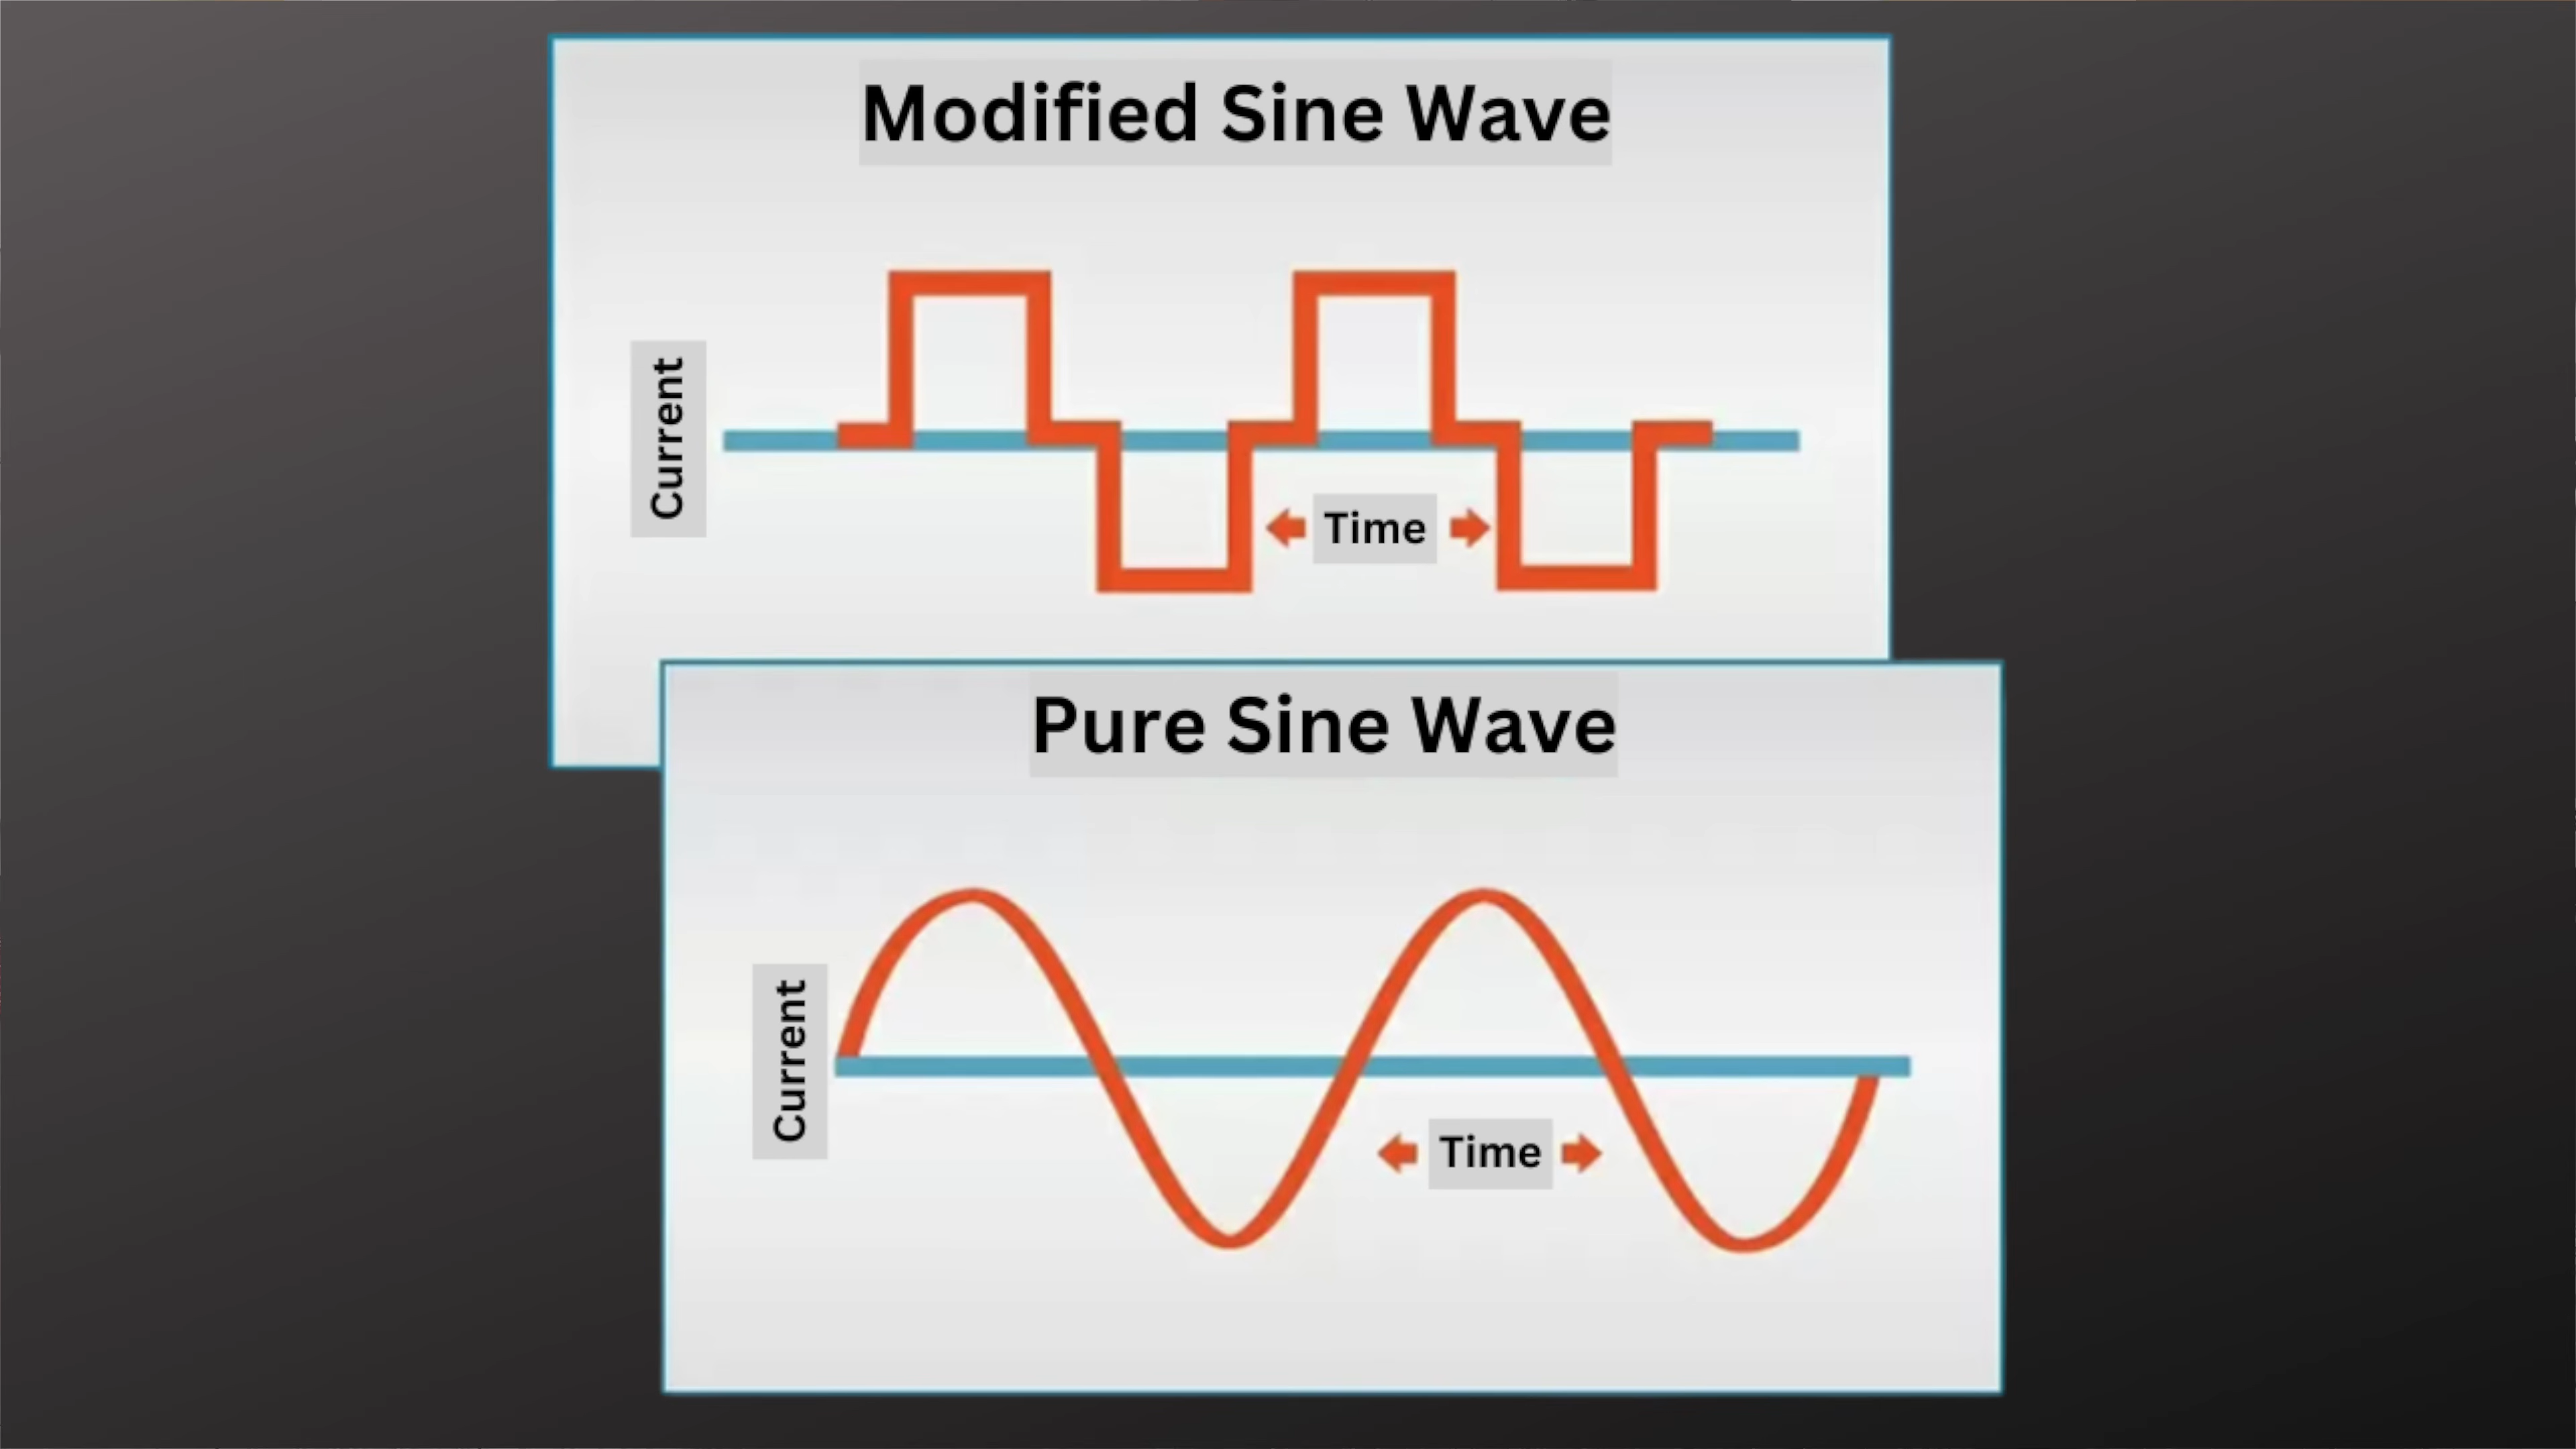 Modified Sine Wave
Current
Time
Pure Sine Wave
Current
Time